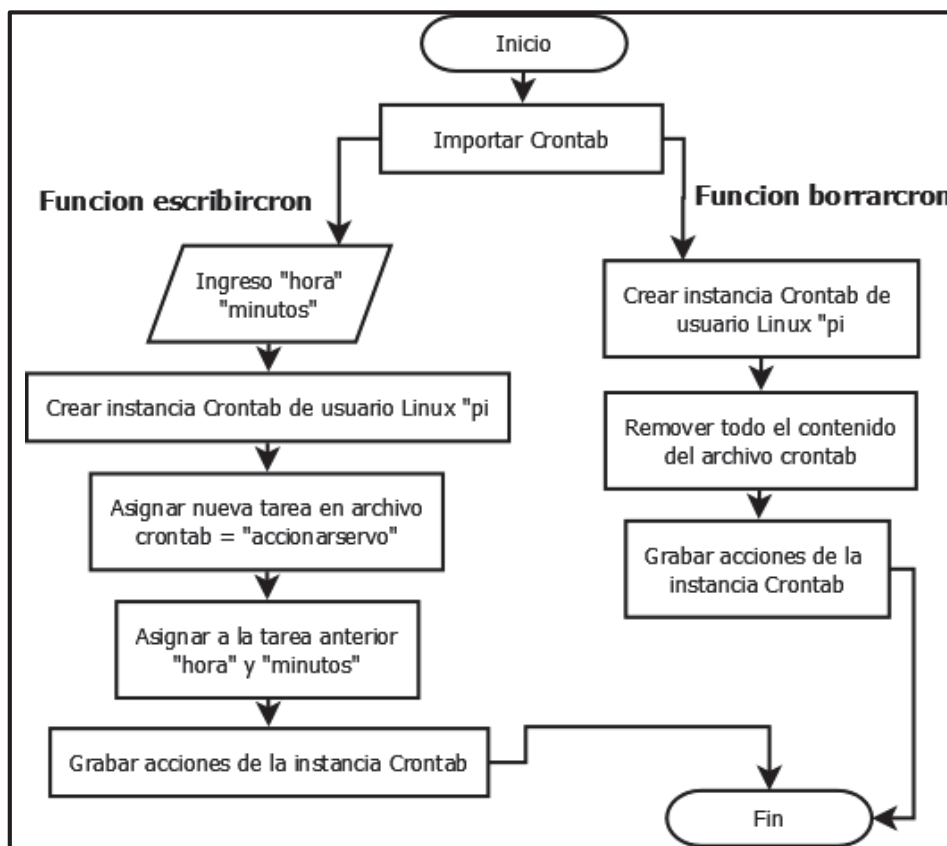 Inicio
Importar Crontab
Funcion escribircron
Ingreso "hora"
"minutos"
Crear instancia Crontab de usuario Linux "pi
Asignar nueva tarea en archivo
crontab = "accionarservo"
Asignar a la tarea anterior
"hora" y "minutos"
Grabar acciones de la instancia Crontab
Funcion borrarcron
Crear instancia Crontab de
usuario Linux "pi
Remover todo el contenido
del archivo crontab
Grabar acciones de la
instancia Crontab
Fin